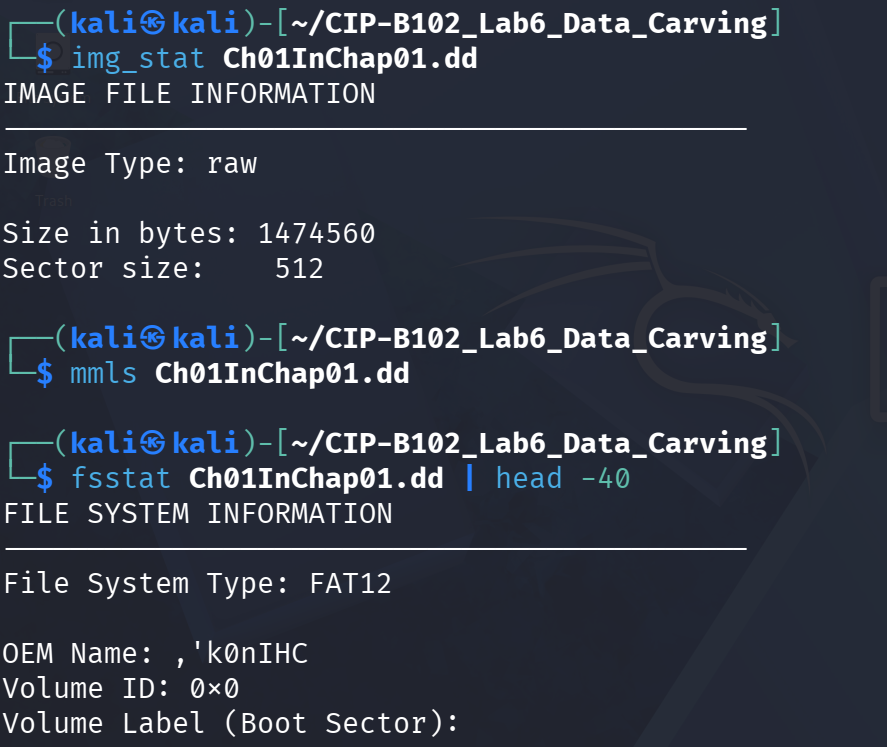 ┌──(kali㉿kali)-[~/CIP-B102_Lab6_Data_Carving]
└─$ img_stat Ch01InChap01.dd
IMAGE FILE INFORMATION
--------------------------------------------
Image Type: raw

Size in bytes: 1474560
Sector size:    512

┌──(kali㉿kali)-[~/CIP-B102_Lab6_Data_Carving]
└─$ mmls Ch01InChap01.dd

┌──(kali㉿kali)-[~/CIP-B102_Lab6_Data_Carving]
└─$ fsstat Ch01InChap01.dd | head -40
FILE SYSTEM INFORMATION
--------------------------------------------
File System Type: FAT12

OEM Name: ,'k0nIHC
Volume ID: 0×0
Volume Label (Boot Sector):
Trash